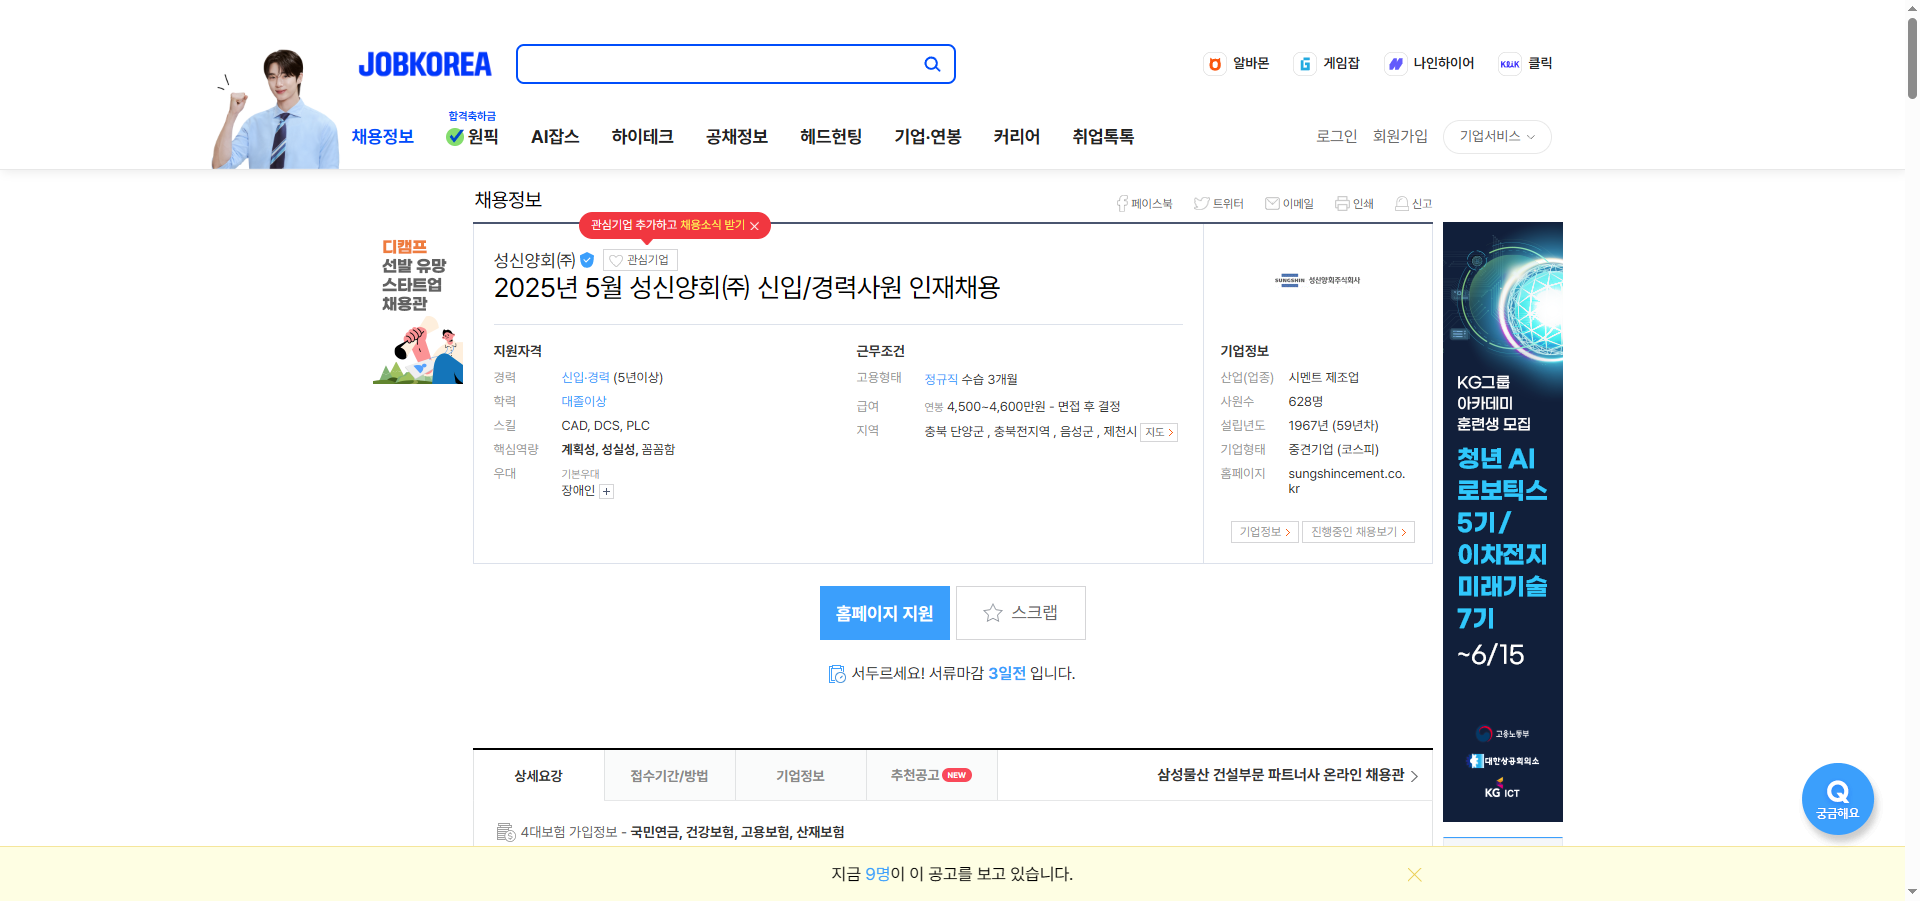 JOBKOREA
알바몬
게임잡
나인하이어
KLiK
클릭
채용정보
합격축하금
원픽
AI잡스
하이테크
공채정보
헤드헌팅
기업·연봉
커리어
취업톡톡
로그인
회원가입
기업서비스
채용정보
페이스북
트위터
이메일
인쇄
신고
관심기업 추가하고 채용소식 받기
디캠프
선발 유망
스타트업
채용관
성신양회㈜
관심기업
2025년 5월 성신양회㈜ 신입/경력사원 인재채용
지원자격
경력 신입·경력 (5년이상)
학력 대졸이상
스킬 CAD, DCS, PLC
핵심역량 계획성, 성실성, 꼼꼼함
우대 기본우대
장애인
근무조건
고용형태 정규직 수습 3개월
급여 연봉 4,500~4,600만원 - 면접 후 결정
지역 충북 단양군 , 충북전지역 , 음성군 , 제천시 지도
SUNGSHIN 성신양회주식회사
기업정보
산업(업종) 시멘트 제조업
사원수 628명
설립년도 1967년 (59년차)
기업형태 중견기업 (코스피)
홈페이지 sungshincement.co.
kr
기업정보
진행중인 채용보기
홈페이지 지원
스크랩
서두르세요! 서류마감 3일전 입니다.
KG그룹
아카데미
훈련생 모집
청년 AI
로보틱스
5기/
이차전지
미래기술
7기
~6/15
고용노동부
대한상공회의소
KG ICT
상세요강
접수기간/방법
기업정보
추천공고 NEW
삼성물산 건설부문 파트너사 온라인 채용관
4대보험 가입정보 - 국민연금, 건강보험, 고용보험, 산재보험
Q
궁금해요
지금 9명이 이 공고를 보고 있습니다.